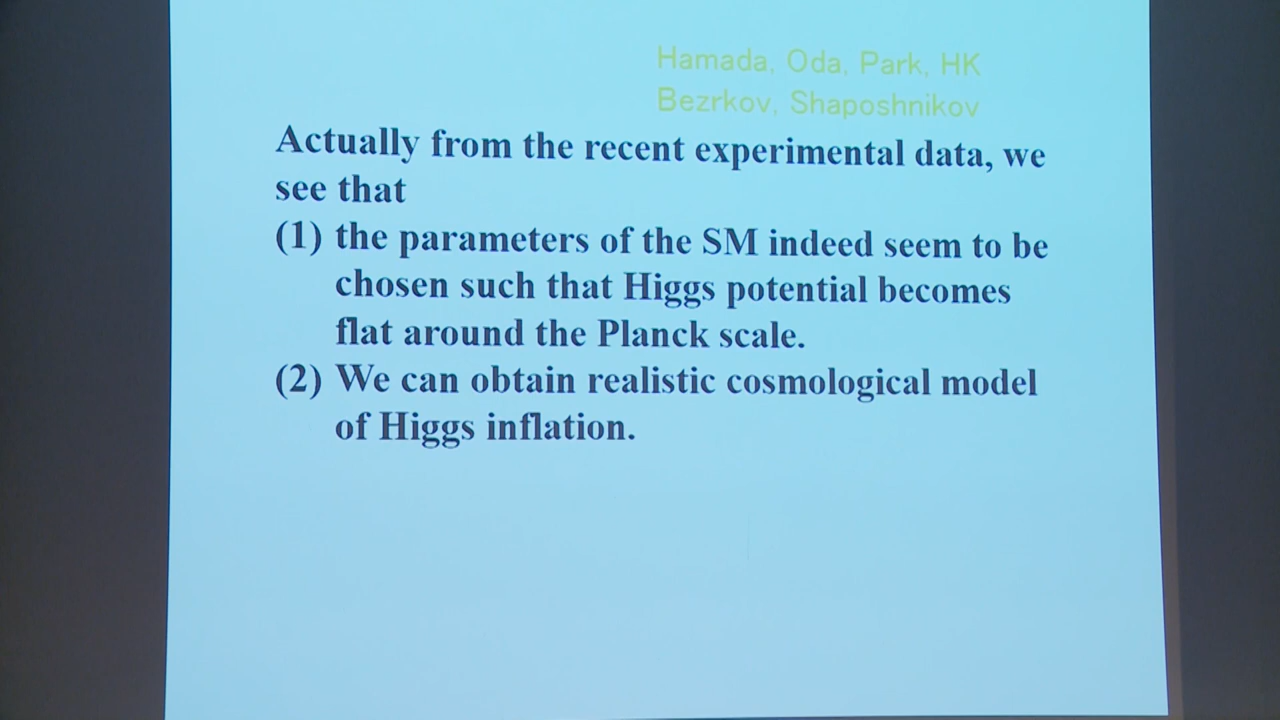 Hamada, Oda, Park, HK
Bezrkov, Shaposhnikov
Actually from the recent experimental data, we
see that
(1) the parameters of the SM indeed seem to be
chosen such that Higgs potential becomes
flat around the Planck scale.
(2) We can obtain realistic cosmological model
of Higgs inflation.